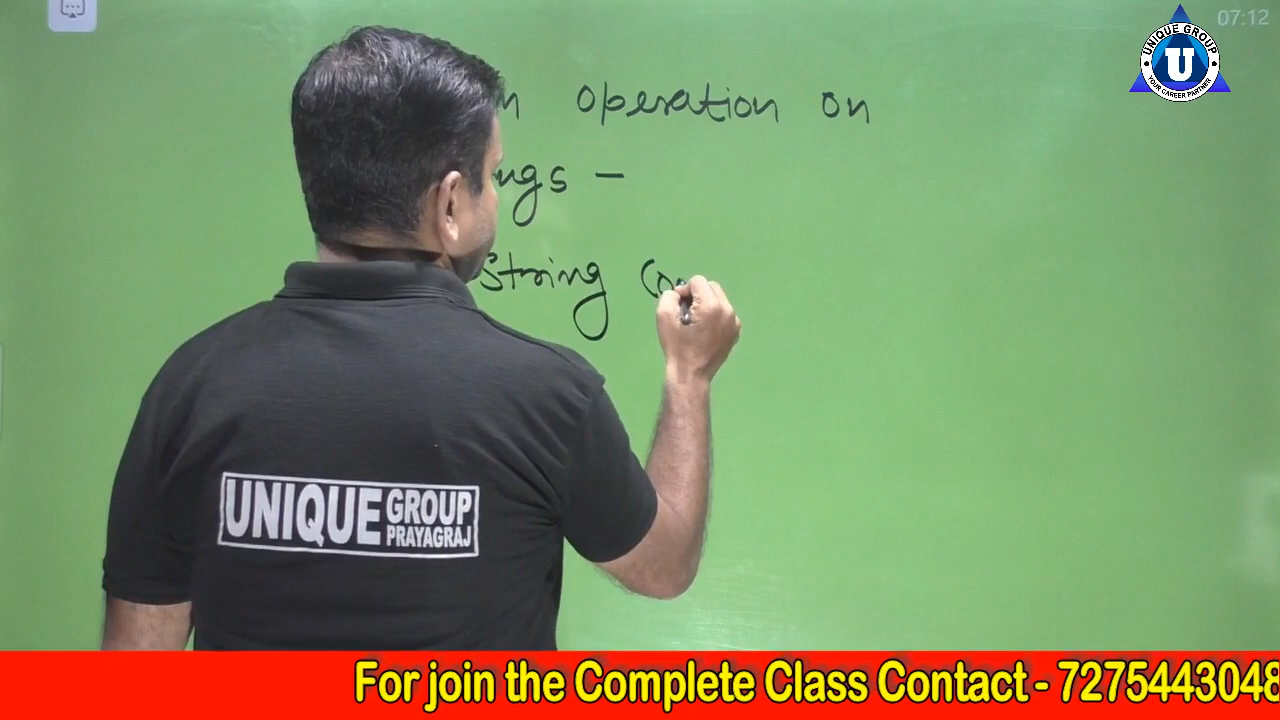 07:12
UNIQUE GROUP
U
YOUR CAREER PARTNER
operation on
String
UNIQUE GROUP
PRAYAGRAJ
For join the Complete Class Contact - 7275443048